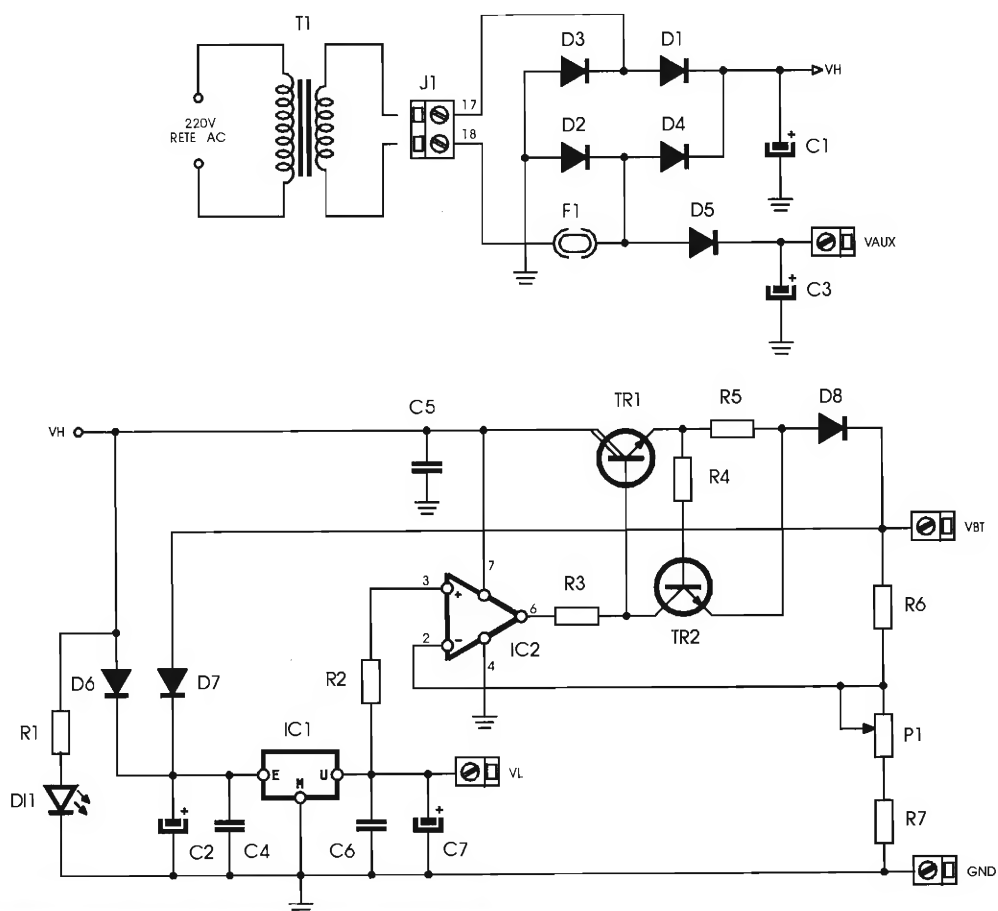 T1
220V
RETE AC
J1
17
18
D3
D1
VH
D2
D4
C1
F1
D5
VAUX
C3
VH
C5
TR1
R5
D8
R4
VBT
7
3
+
2
-
6
4
IC2
R3
TR2
R6
R2
D6
D7
R1
IC1
E
M
U
VL
P1
DI1
C2
C4
C6
C7
R7
GND